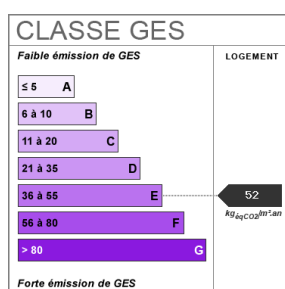 CLASSE GES
Faible émission de GES
LOGEMENT
≤ 5 A
6 à 10 B
11 à 20 C
21 à 35 D
36 à 55 E
52
kgéqCO2/m².an
56 à 80 F
> 80 G
Forte émission de GES